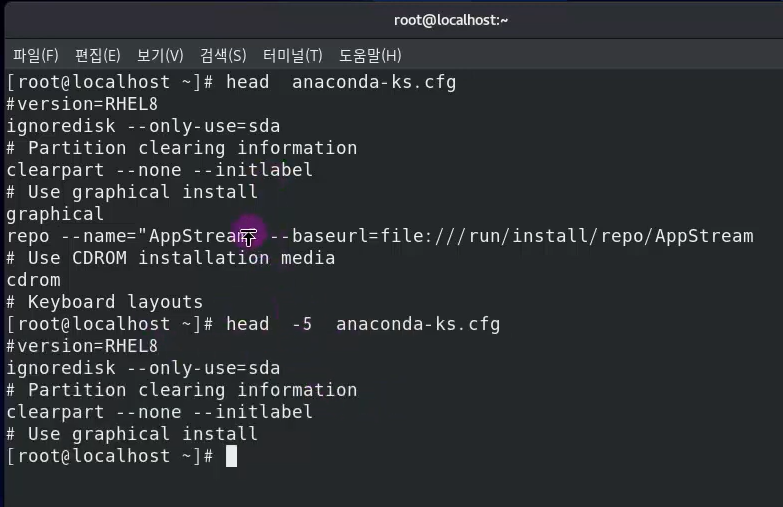 root@localhost:~
파일(F) 편집(E) 보기(V) 검색(S) 터미널(T) 도움말(H)
[root@localhost ~]# head  anaconda-ks.cfg
#version=RHEL8
ignoredisk --only-use=sda
# Partition clearing information
clearpart --none --initlabel
# Use graphical install
graphical
repo --name="AppStream" --baseurl=file:///run/install/repo/AppStream
# Use CDROM installation media
cdrom
# Keyboard layouts
[root@localhost ~]# head  -5  anaconda-ks.cfg
#version=RHEL8
ignoredisk --only-use=sda
# Partition clearing information
clearpart --none --initlabel
# Use graphical install
[root@localhost ~]#